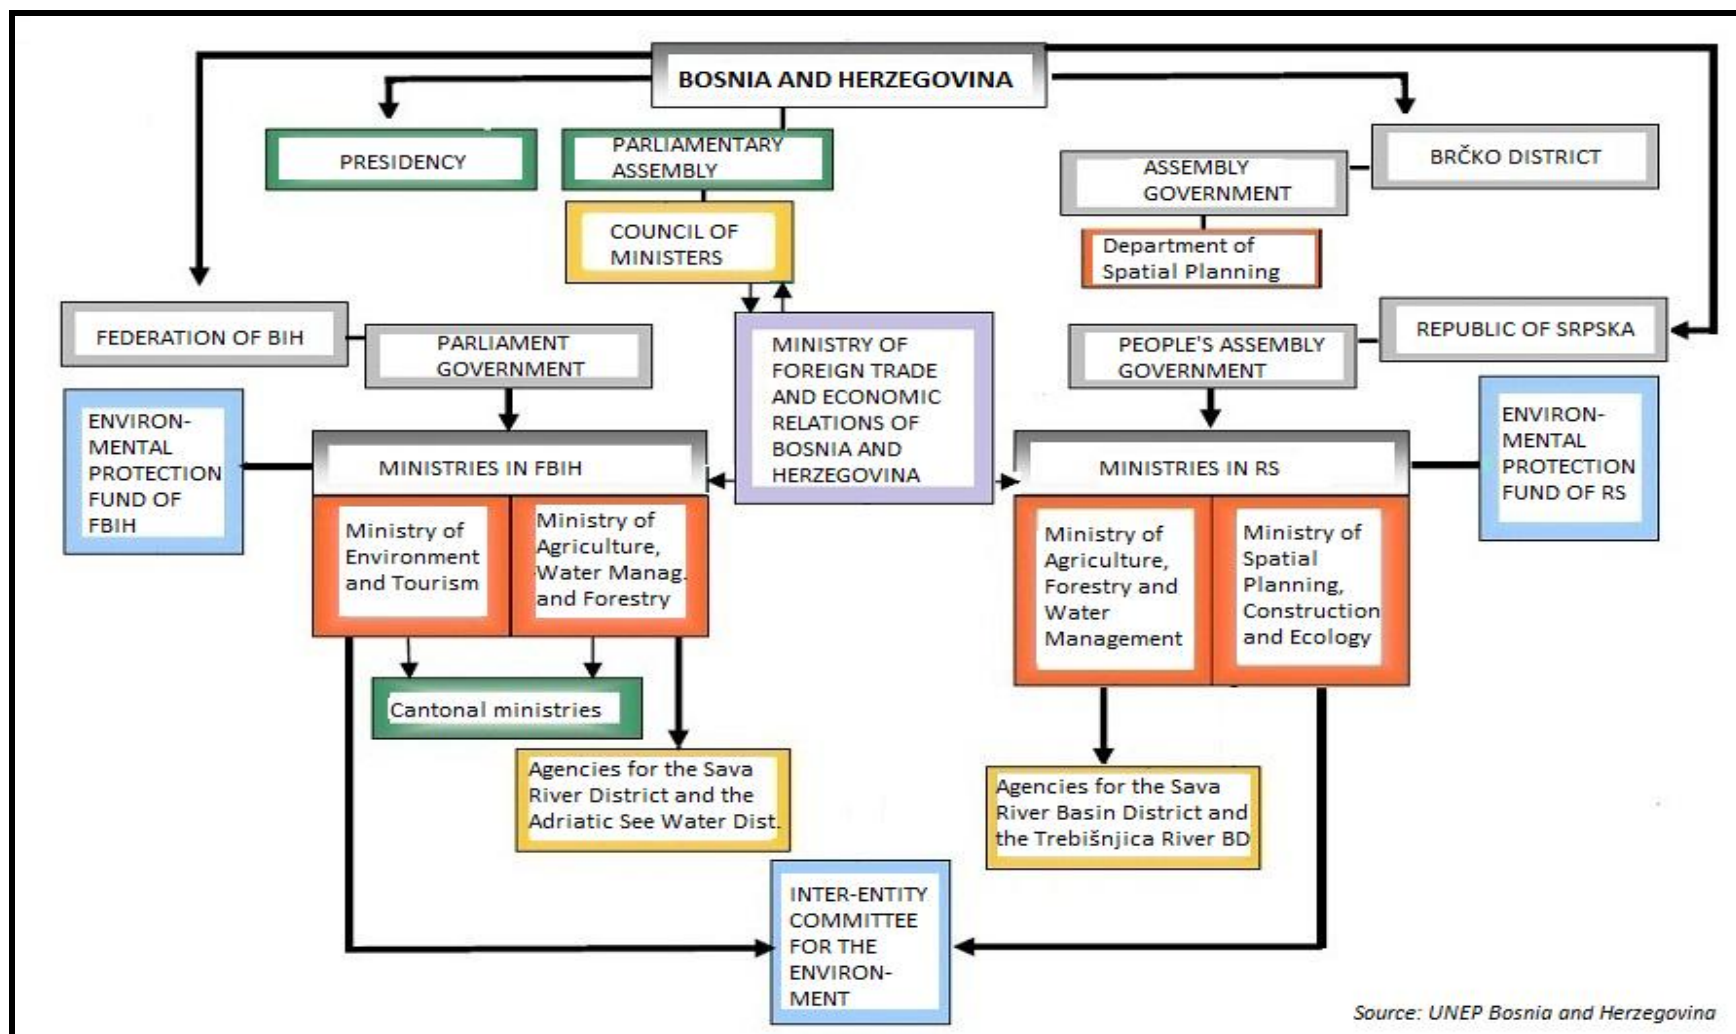 BOSNIA AND HERZEGOVINA
PRESIDENCY
PARLIAMENTARY
ASSEMBLY
COUNCIL OF
MINISTERS
BRČKO DISTRICT
ASSEMBLY
GOVERNMENT
Department of
Spatial Planning
FEDERATION OF BIH
PARLIAMENT
GOVERNMENT
MINISTRY OF
FOREIGN TRADE
AND ECONOMIC
RELATIONS OF
BOSNIA AND
HERZEGOVINA
PEOPLE'S ASSEMBLY
GOVERNMENT
REPUBLIC OF SRPSKA
ENVIRON-
MENTAL
PROTECTION
FUND OF
FBIH
MINISTRIES IN FBIH
Ministry of
Environment
and Tourism
Ministry of
Agriculture,
Water Manag.
and Forestry
MINISTRIES IN RS
Ministry of
Agriculture,
Forestry and
Water
Management
Ministry of
Spatial
Planning,
Construction
and Ecology
ENVIRON-
MENTAL
PROTECTION
FUND OF RS
Cantonal ministries
Agencies for the Sava
River District and the
Adriatic See Water Dist.
Agencies for the Sava
River Basin District and
the Trebišnjica River BD
INTER-ENTITY
COMMITTEE
FOR THE
ENVIRON-
MENT
Source: UNEP Bosnia and Herzegovina